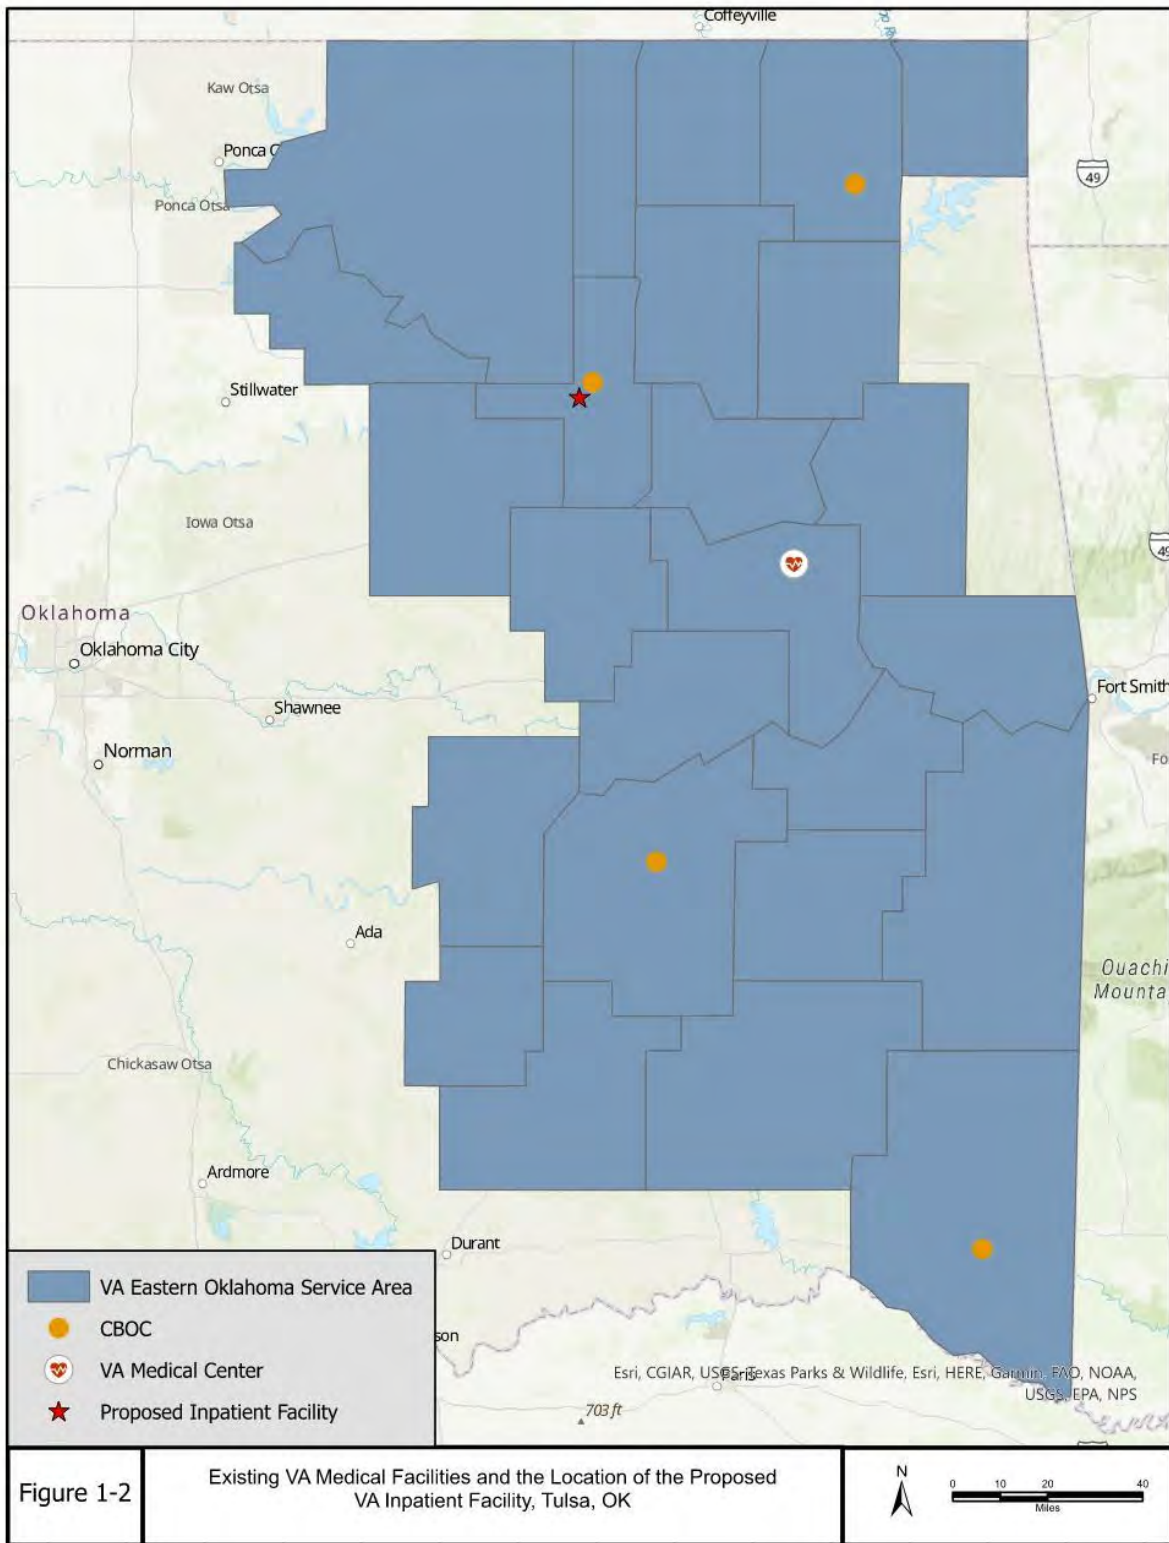 Coffeyville
Kaw Otsa
Ponca C
Ponca Otsa
49
Stillwater
Iowa Otsa
49
Oklahoma
Oklahoma City
Shawnee
Norman
Fort Smith
Fo
Ada
Ouachi
Mounta
Chickasaw Otsa
Ardmore
Durant
son
Paris
703 ft
VA Eastern Oklahoma Service Area
CBOC
VA Medical Center
Proposed Inpatient Facility
Esri, CGIAR, USGS, Texas Parks & Wildlife, Esri, HERE, Garmin, FAO, NOAA,
USGS, EPA, NPS
Figure 1-2
Existing VA Medical Facilities and the Location of the Proposed
VA Inpatient Facility, Tulsa, OK
N
0 10 20 40
Miles